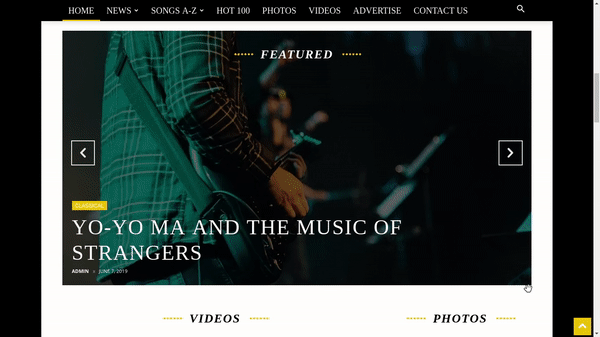 HOME NEWS SONGS A-Z HOT 100 PHOTOS VIDEOS ADVERTISE CONTACT US
FEATURED
CLASSICAL
YO-YO MA AND THE MUSIC OF
STRANGERS
ADMIN JUNE 7, 2019
VIDEOS PHOTOS